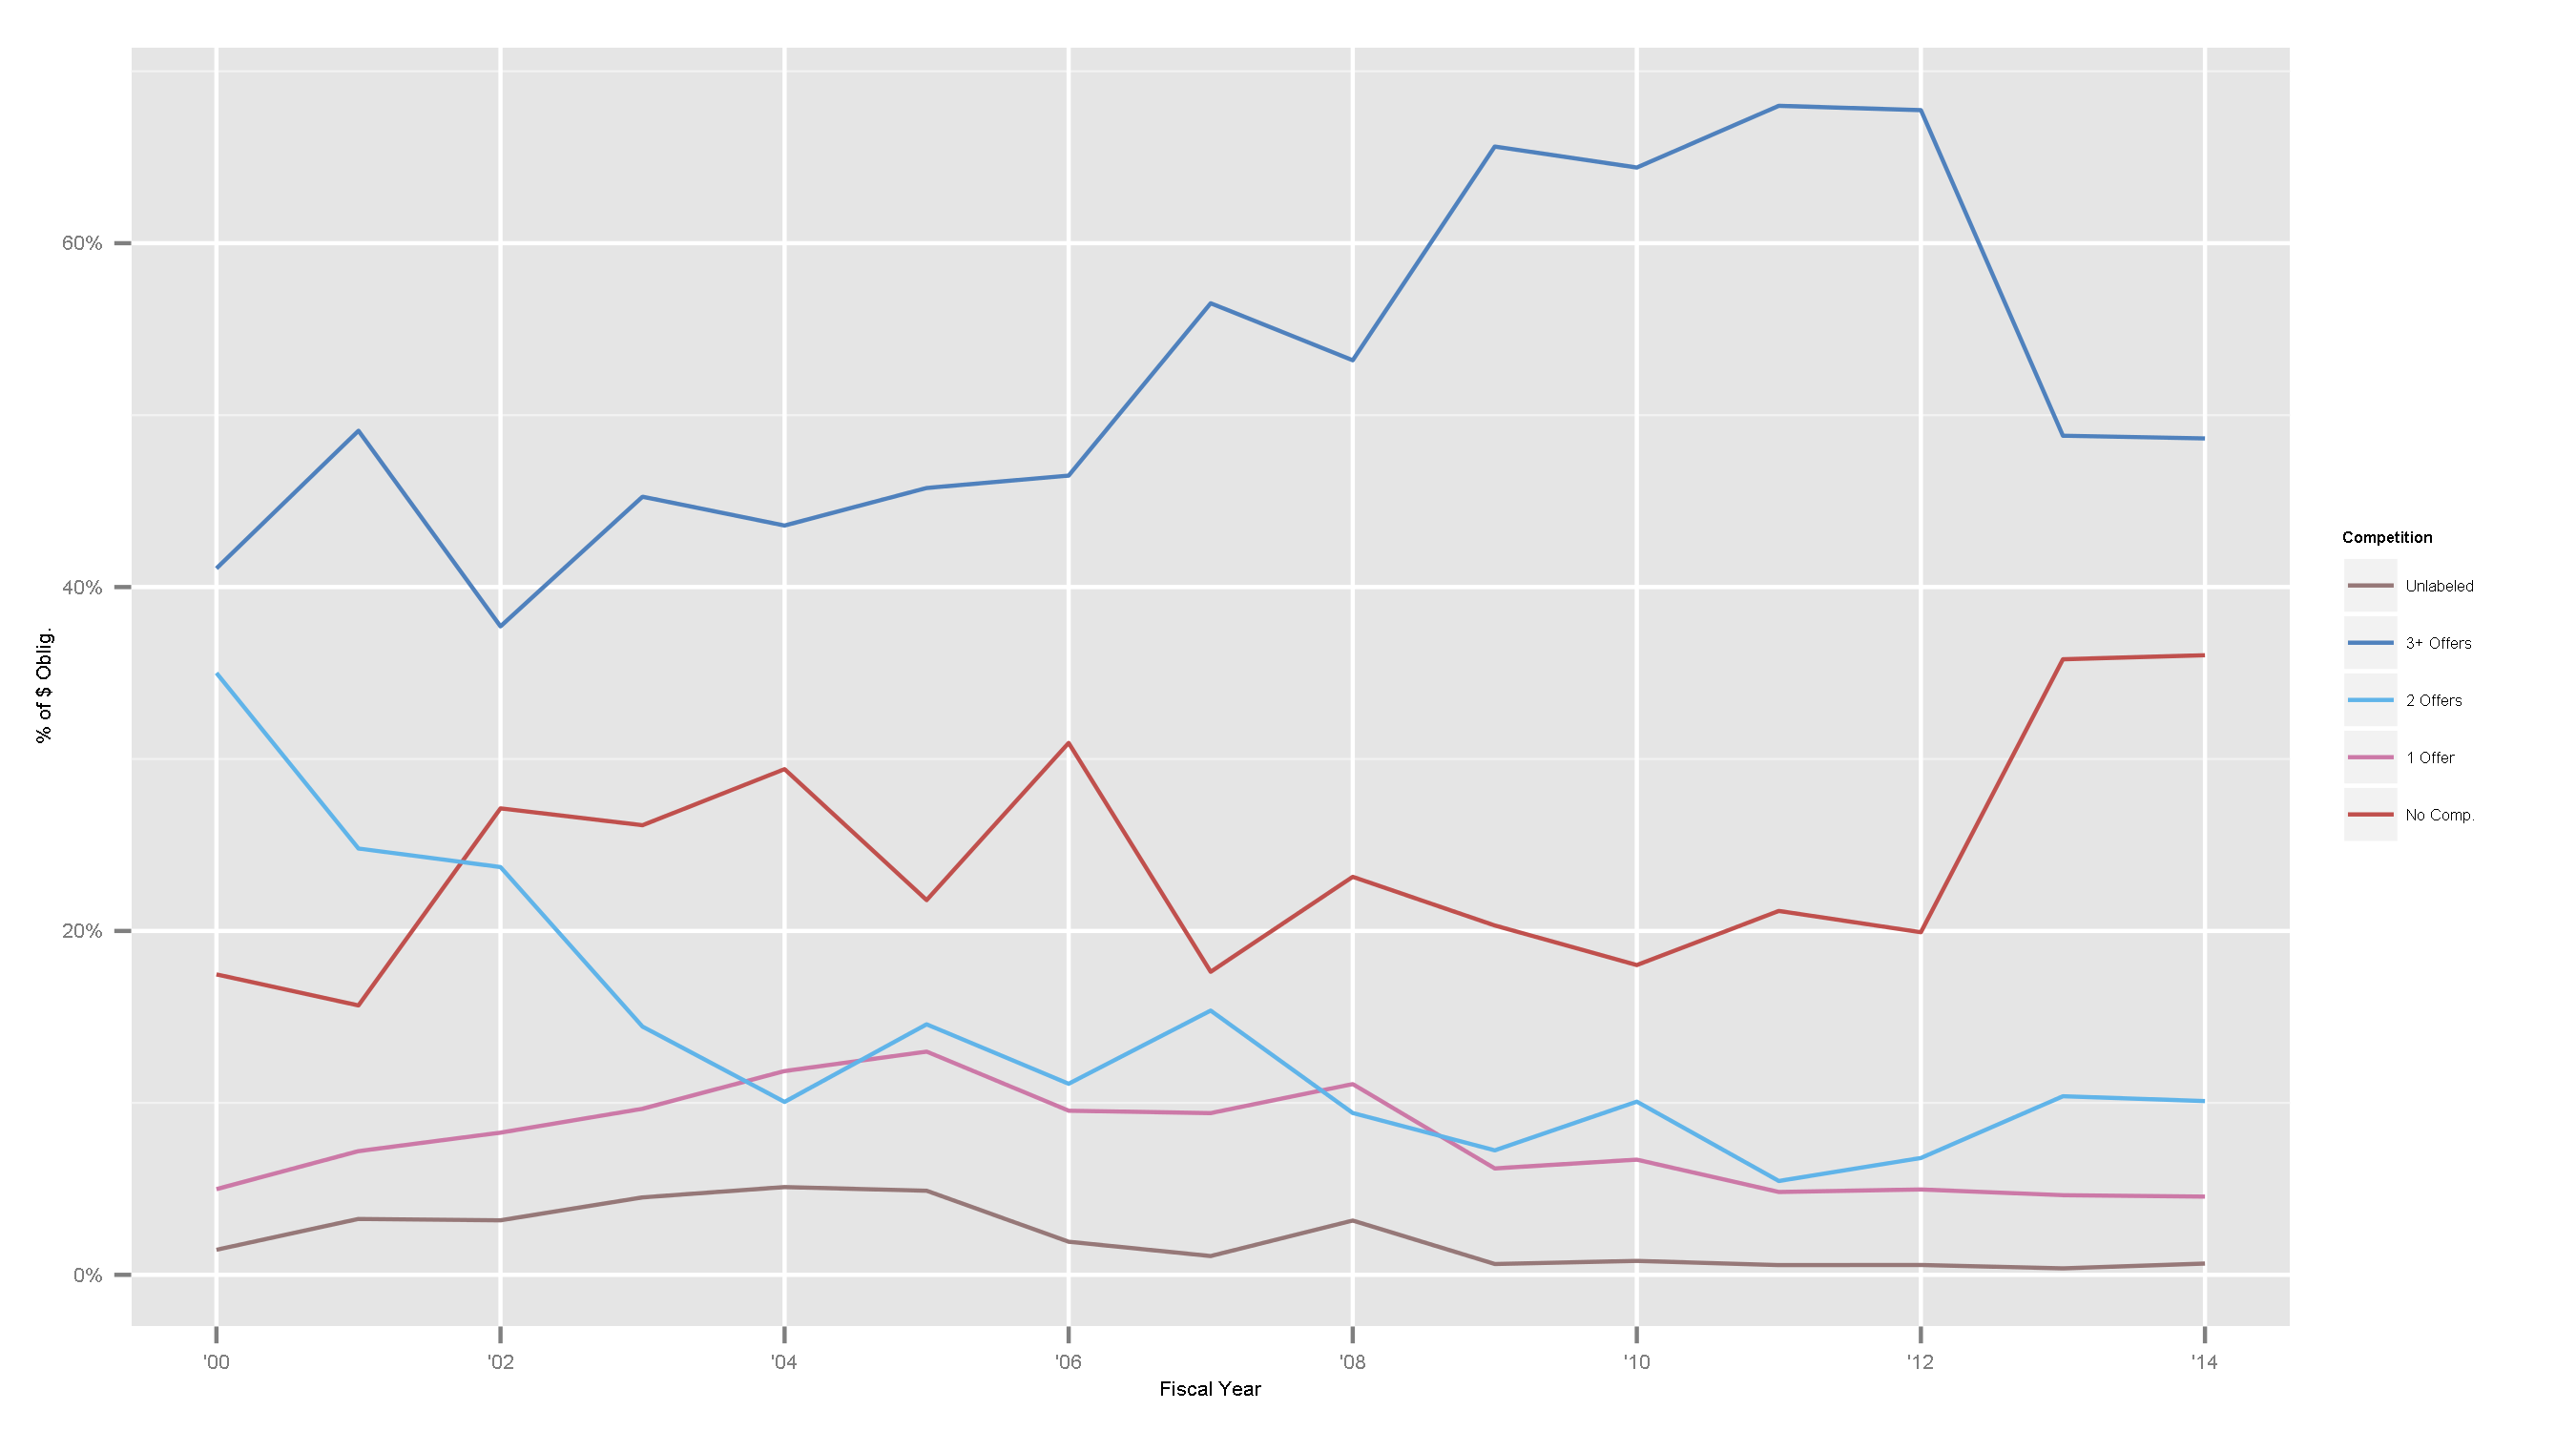 60%
40%
20%
0%
% of $ Oblig.
'00 '02 '04 '06 '08 '10 '12 '14
Fiscal Year
Competition
Unlabeled
3+ Offers
2 Offers
1 Offer
No Comp.